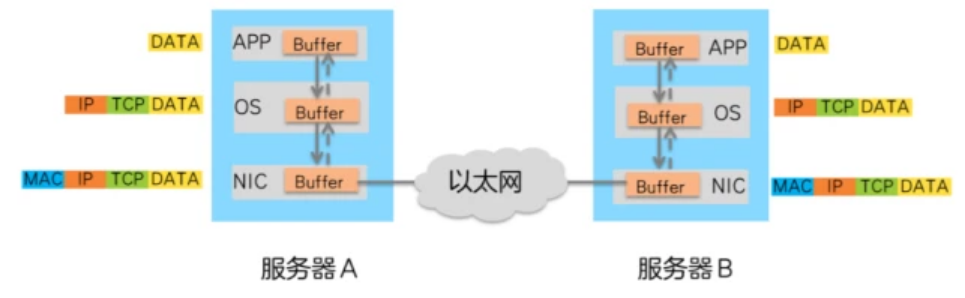 DATA APP Buffer Buffer APP DATA
IP TCP DATA OS Buffer Buffer OS IP TCP DATA
MAC IP TCP DATA NIC Buffer 以太网 Buffer NIC MAC IP TCP DATA
服务器A 服务器B